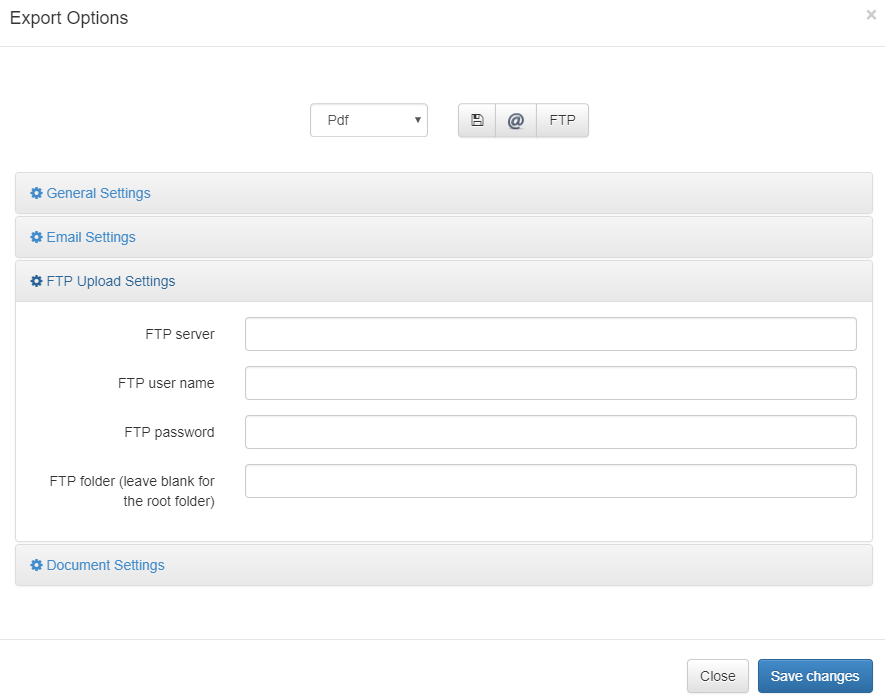 Export Options
×
Pdf
@
FTP
General Settings
Email Settings
FTP Upload Settings
FTP server
FTP user name
FTP password
FTP folder (leave blank for
the root folder)
Document Settings
Close
Save changes